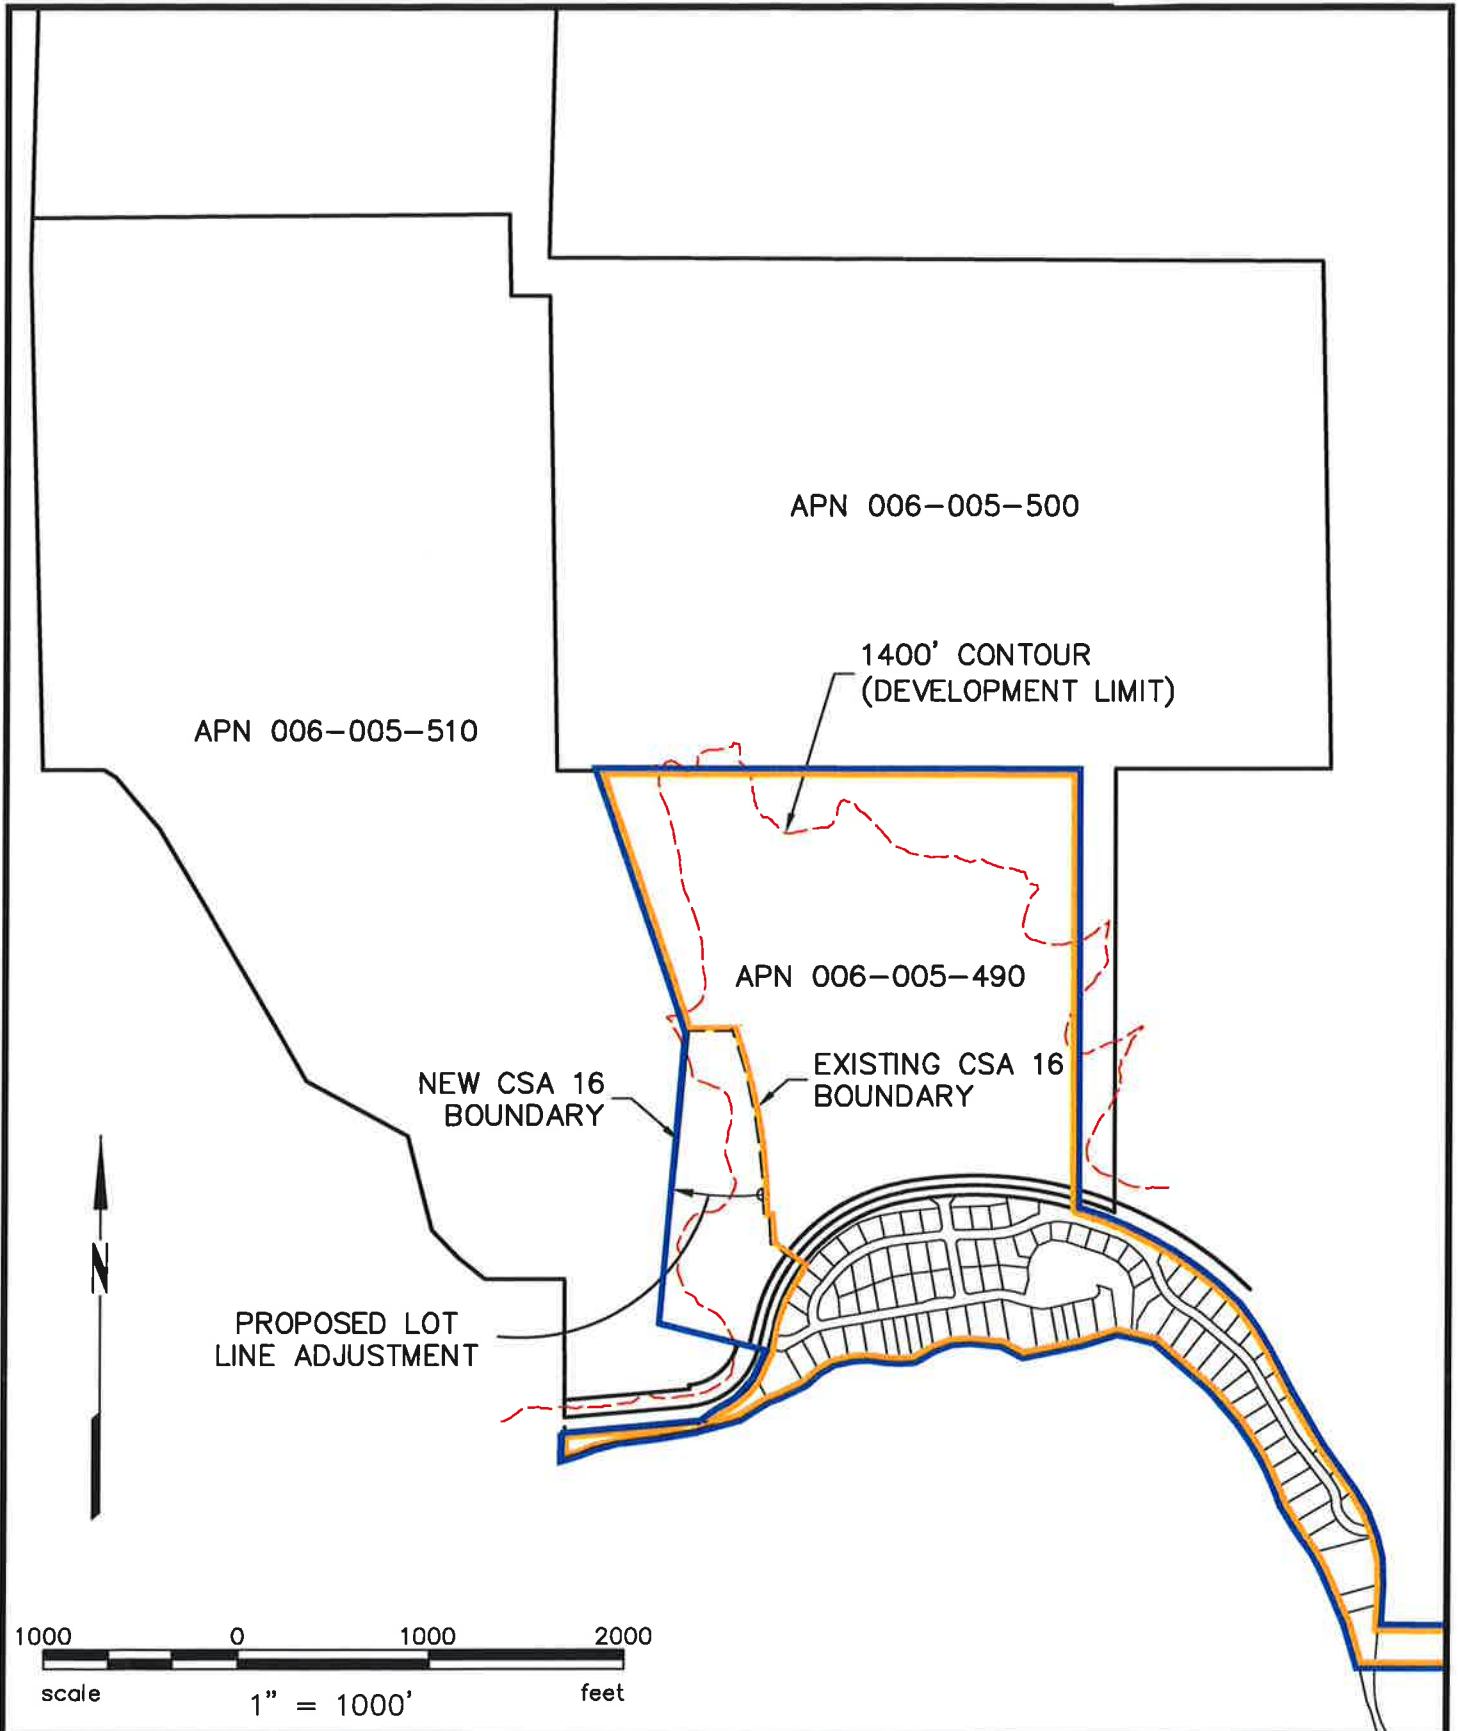 APN 006-005-500
1400' CONTOUR
(DEVELOPMENT LIMIT)
APN 006-005-510
APN 006-005-490
EXISTING CSA 16
BOUNDARY
NEW CSA 16
BOUNDARY
N
PROPOSED LOT
LINE ADJUSTMENT
1000 0 1000 2000
scale feet
1" = 1000'